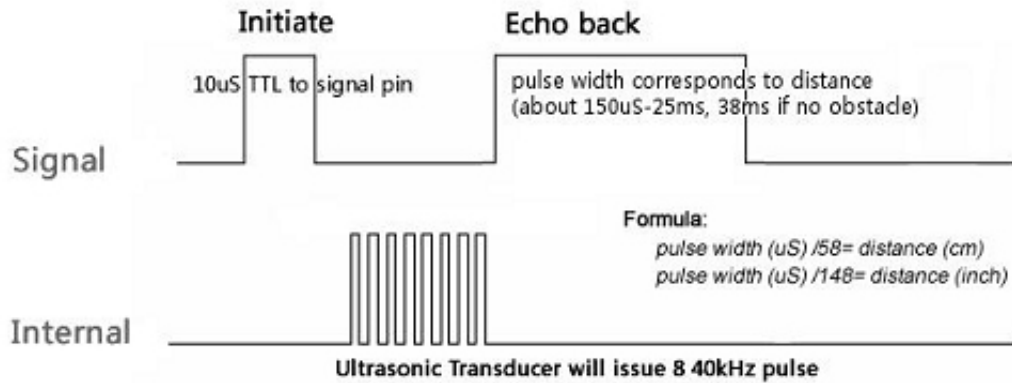 Initiate
Echo back
10uS TTL to signal pin
pulse width corresponds to distance
(about 150uS-25ms, 38ms if no obstacle)
Signal
Formula:
pulse width (uS) /58= distance (cm)
pulse width (uS) /148= distance (inch)
Internal
Ultrasonic Transducer will issue 8 40kHz pulse